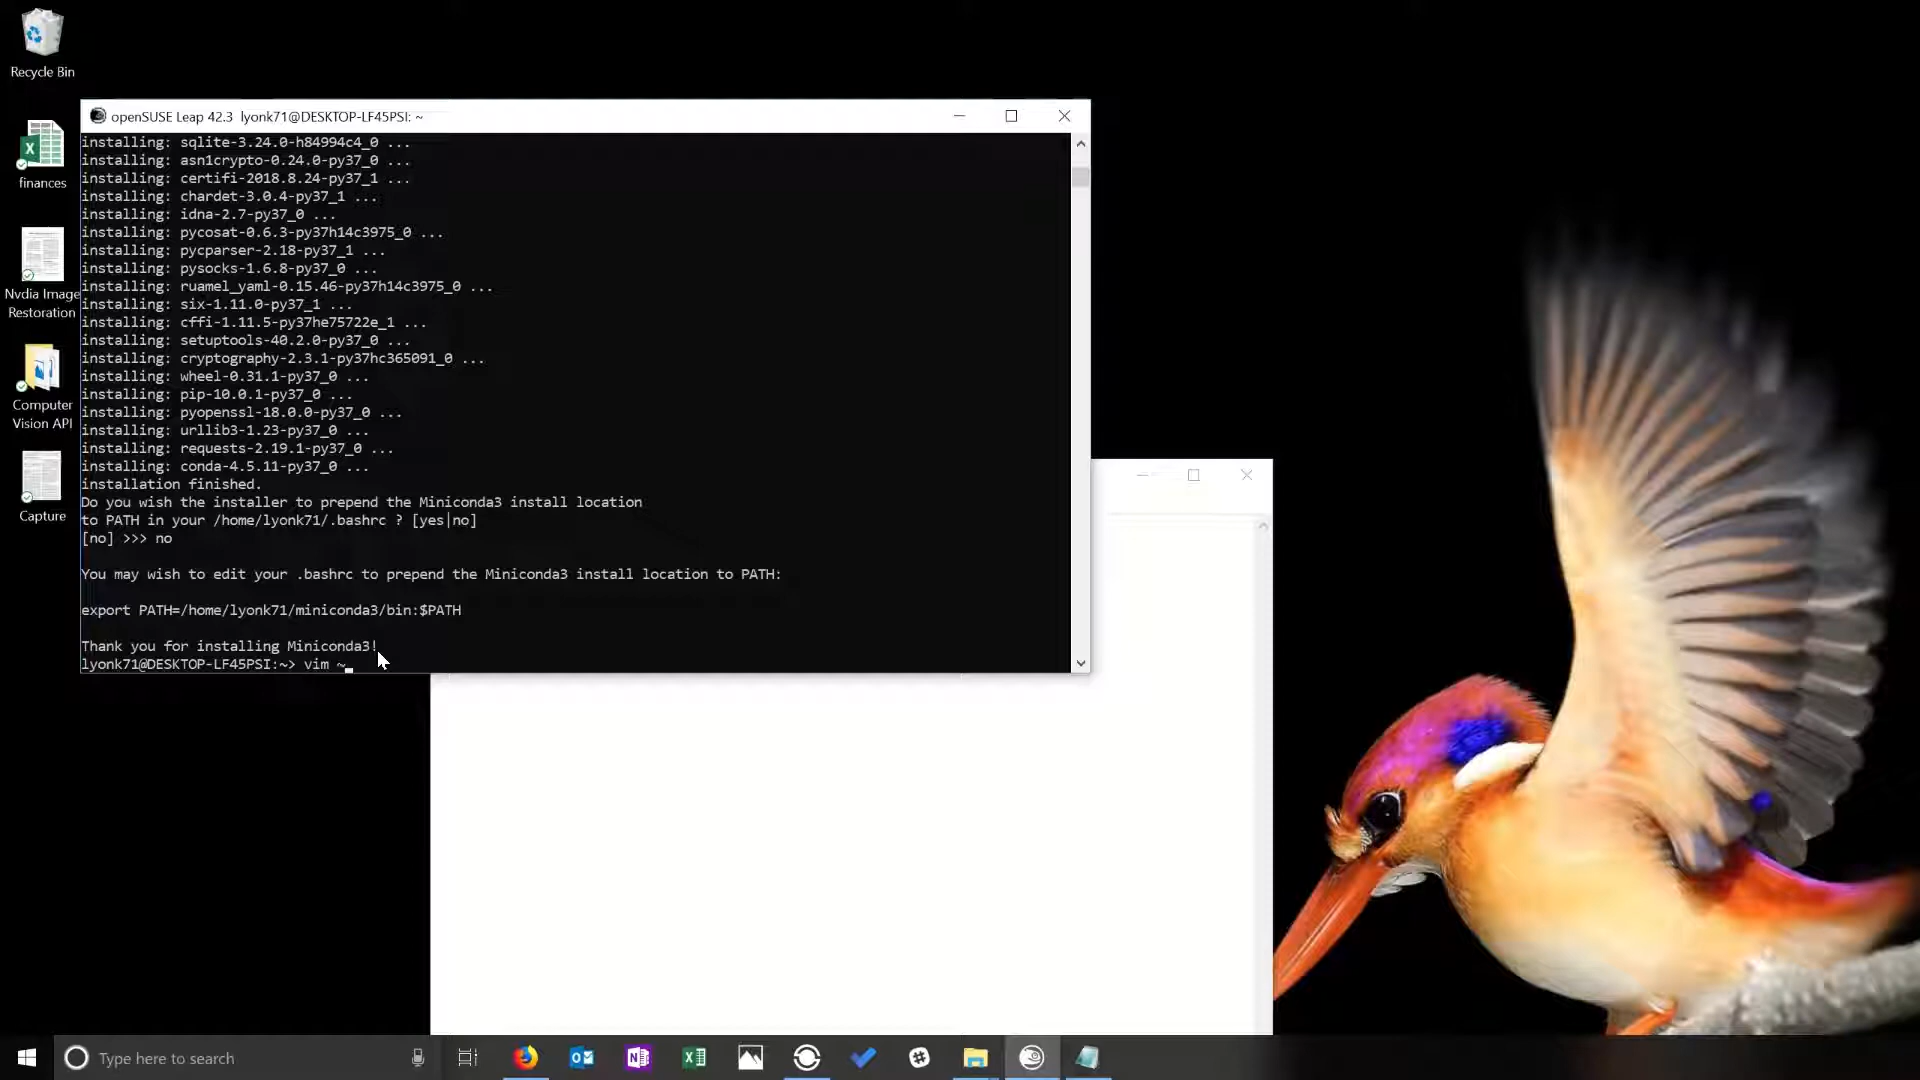 Recycle Bin
finances
Nvdia Image
Restoration
Computer
Vision API
Capture
openSUSE Leap 42.3 lyonk71@DESKTOP-LF45PSI: ~
installing: sqlite-3.24.0-h84994c4_0 ...
installing: asn1crypto-0.24.0-py37_0 ...
installing: certifi-2018.8.24-py37_1 ...
installing: chardet-3.0.4-py37_1 ...
installing: idna-2.7-py37_0 ...
installing: pycosat-0.6.3-py37h14c3975_0 ...
installing: pycparser-2.18-py37_1 ...
installing: pysocks-1.6.8-py37_0 ...
installing: ruamel_yaml-0.15.46-py37h14c3975_0 ...
installing: six-1.11.0-py37_1 ...
installing: cffi-1.11.5-py37he75722e_1 ...
installing: setuptools-40.2.0-py37_0 ...
installing: cryptography-2.3.1-py37hc365091_0 ...
installing: wheel-0.31.1-py37_0 ...
installing: pip-10.0.1-py37_0 ...
installing: pyopenssl-18.0.0-py37_0 ...
installing: urllib3-1.23-py37_0 ...
installing: requests-2.19.1-py37_0 ...
installing: conda-4.5.11-py37_0 ...
installation finished.
Do you wish the installer to prepend the Miniconda3 install location
to PATH in your /home/lyonk71/.bashrc ? [yes|no]
[no] >>> no
You may wish to edit your .bashrc to prepend the Miniconda3 install location to PATH:
export PATH=/home/lyonk71/miniconda3/bin:$PATH
Thank you for installing Miniconda3!
lyonk71@DESKTOP-LF45PSI:~> vim ~
Type here to search